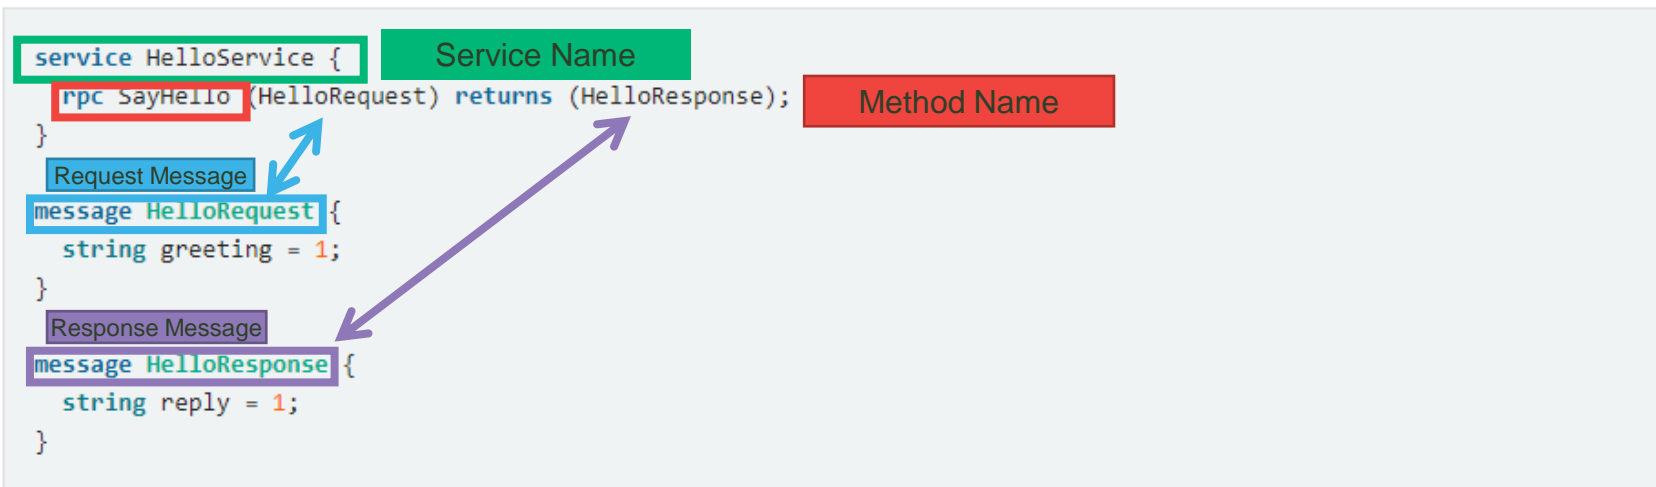 service HelloService {
Service Name
rpc SayHello (HelloRequest) returns (HelloResponse);
Method Name
}
Request Message
message HelloRequest {
string greeting = 1;
}
Response Message
message HelloResponse {
string reply = 1;
}